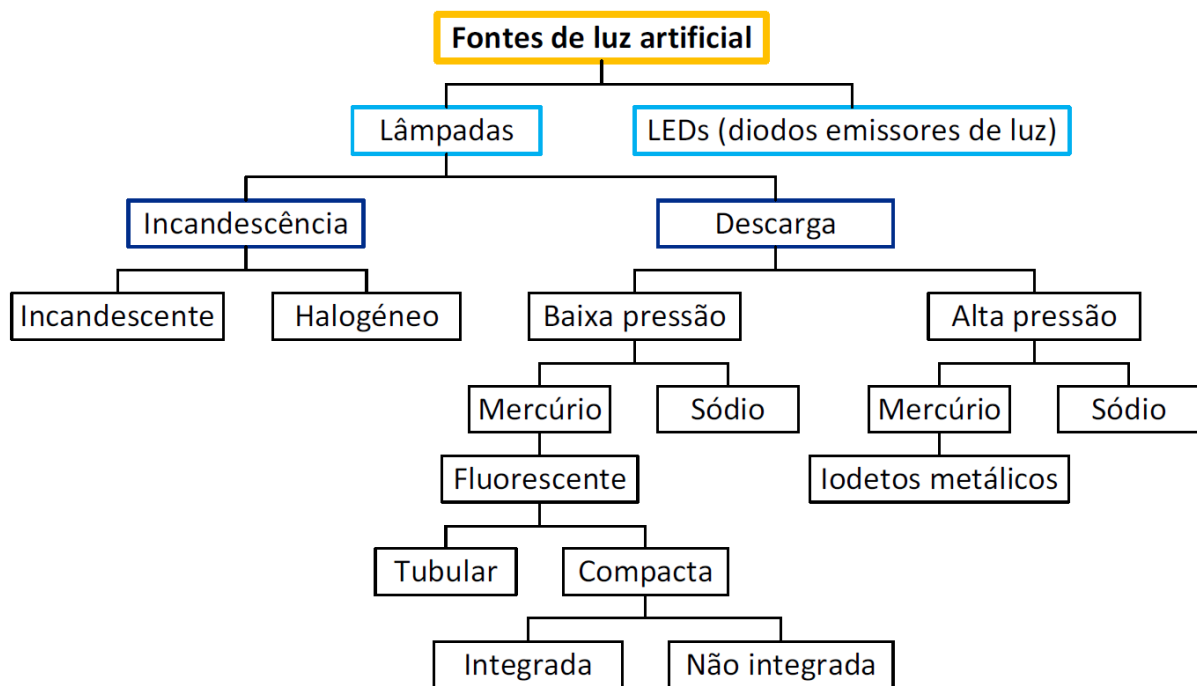 Fontes de luz artificial
Lâmpadas
LEDs (diodos emissores de luz)
Incandescência
Descarga
Incandescente
Halogéneo
Baixa pressão
Alta pressão
Mercúrio
Sódio
Mercúrio
Sódio
Fluorescente
Iodetos metálicos
Tubular
Compacta
Integrada
Não integrada